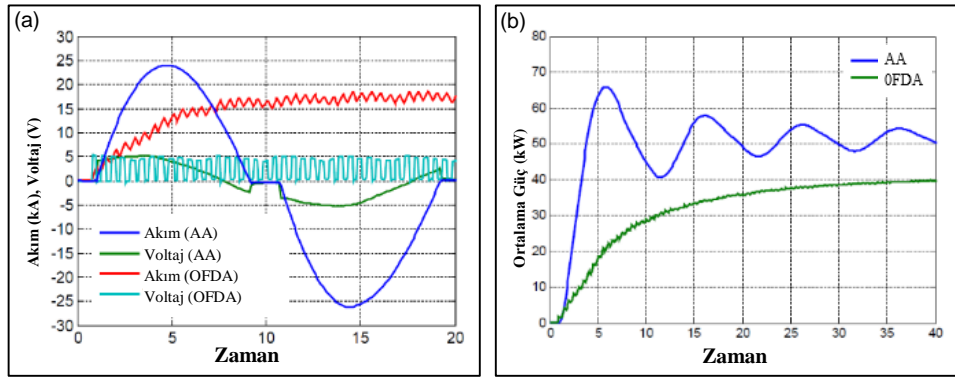 (a)
Akım (kA), Voltaj (V)
30
25
20
15
10
5
0
-5
-10
-15
-20
-25
-30
Akım (AA)
Voltaj (AA)
Akım (OFDA)
Voltaj (OFDA)
0 5 10 15 20
Zaman
(b)
Ortalama Güç (kW)
80
70
60
50
40
30
20
10
0
AA
0FDA
0 5 10 15 20 25 30 35 40
Zaman